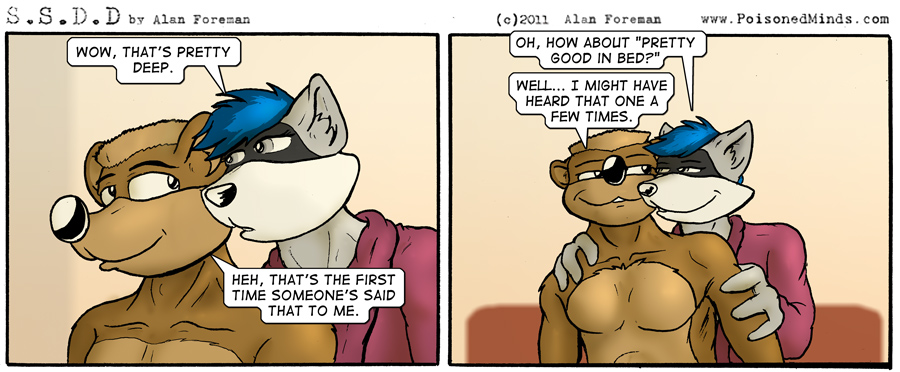 S.S.D.D by Alan Foreman
(c)2011 Alan Foreman www.PoisonedMinds.com
WOW, THAT'S PRETTY
DEEP.
HEH, THAT'S THE FIRST
TIME SOMEONE'S SAID
THAT TO ME.
OH, HOW ABOUT "PRETTY
GOOD IN BED?"
WELL... I MIGHT HAVE
HEARD THAT ONE A
FEW TIMES.